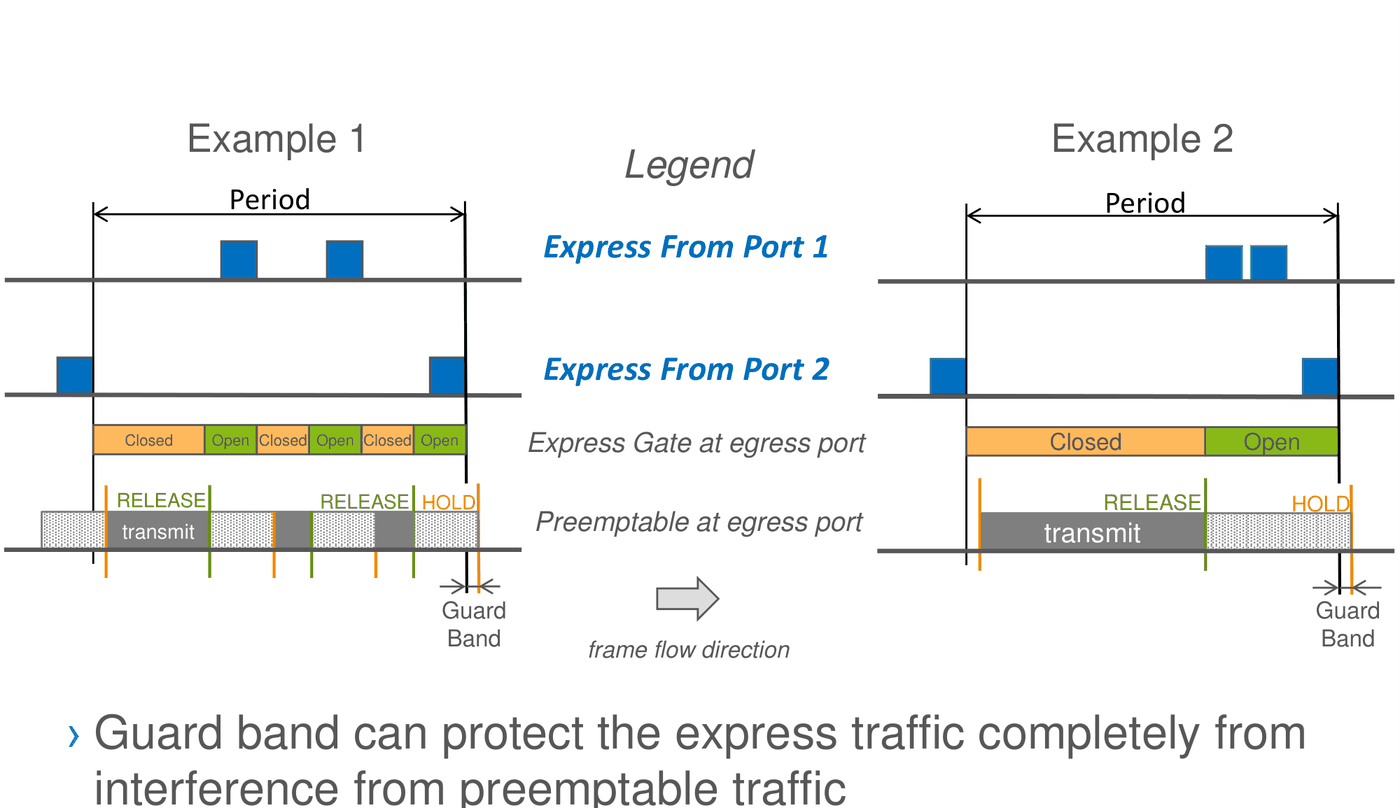 Example 1
Legend
Example 2
Period
Period
Express From Port 1
Express From Port 2
Closed
Open
Closed
Open
Closed
Open
Express Gate at egress port
Closed
Open
RELEASE
RELEASE
HOLD
transmit
Preemptable at egress port
RELEASE
HOLD
transmit
Guard
Band
frame flow direction
Guard
Band
› Guard band can protect the express traffic completely from
interference from preemptable traffic